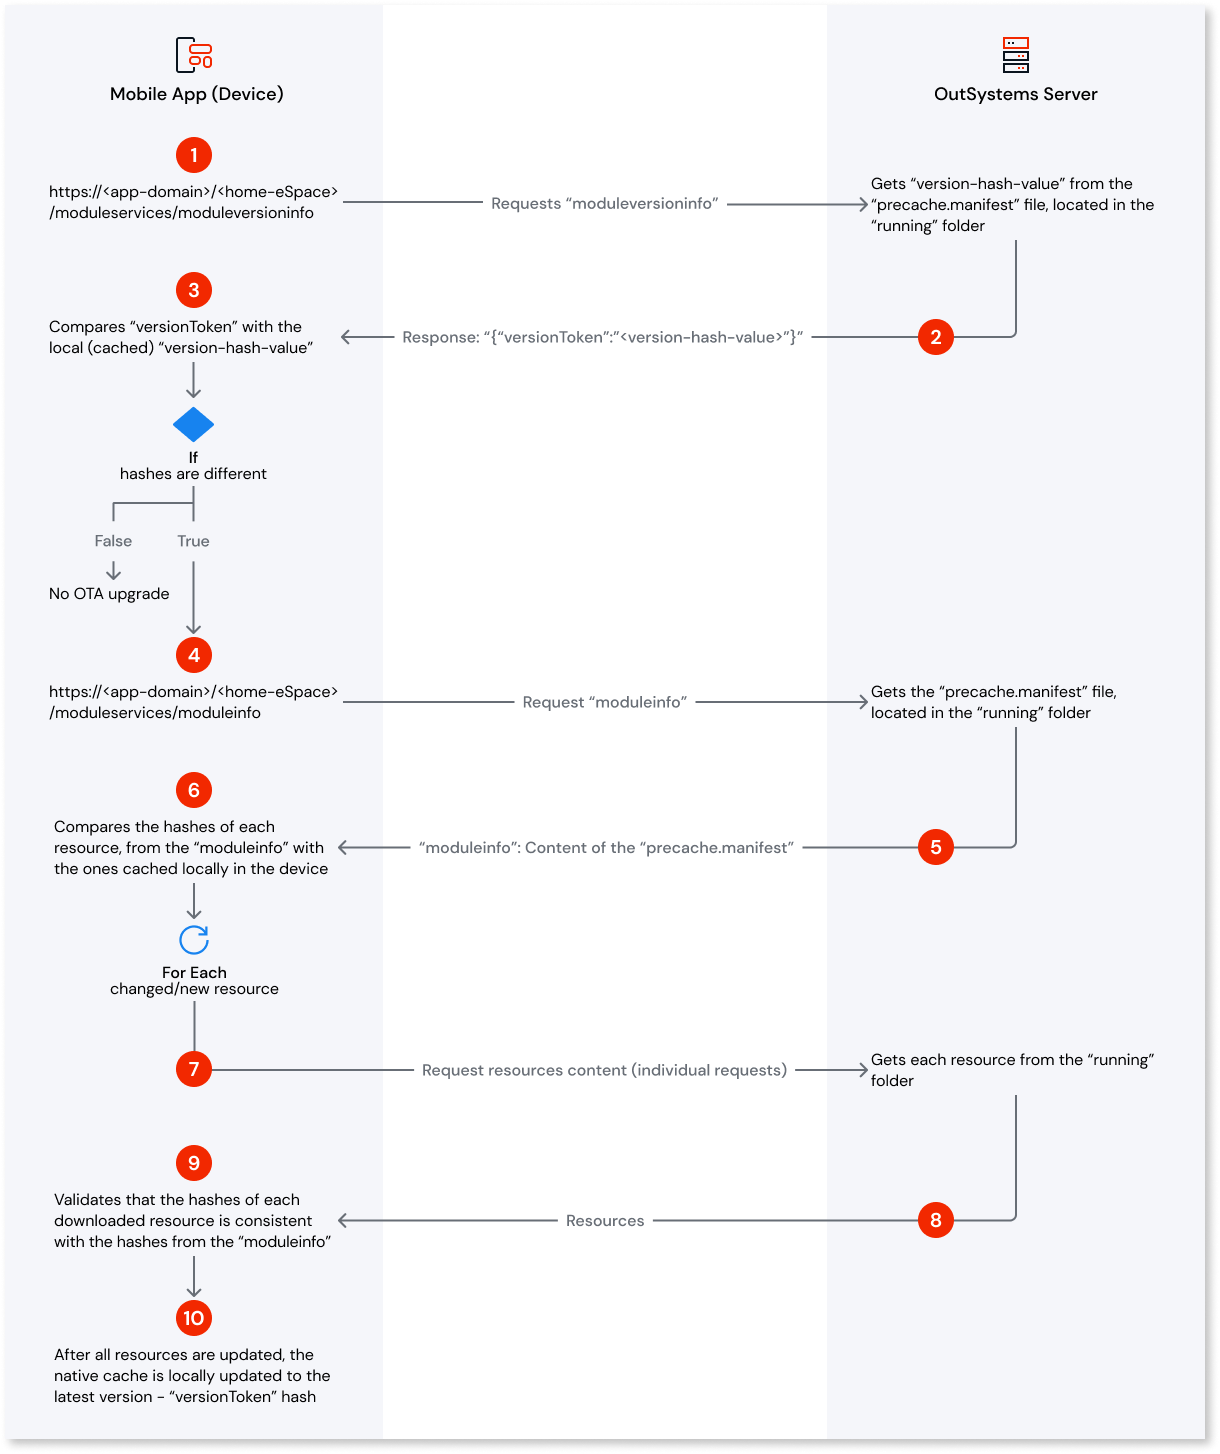 Mobile App (Device)
OutSystems Server
1
https://<app-domain>/<home-eSpace>
/moduleservices/moduleversioninfo
Requests “moduleversioninfo”
Gets “version-hash-value” from the
“precache.manifest” file, located in the
“running” folder
3
Compares “versionToken” with the
local (cached) “version-hash-value”
Response: “{“versionToken”:”<version-hash-value>”}”
2
If
hashes are different
False
True
No OTA upgrade
4
https://<app-domain>/<home-eSpace>
/moduleservices/moduleinfo
Request “moduleinfo”
Gets the “precache.manifest” file,
located in the “running” folder
6
Compares the hashes of each
resource, from the “moduleinfo” with
the ones cached locally in the device
“moduleinfo”: Content of the “precache.manifest”
5
For Each
changed/new resource
7
Request resources content (individual requests)
Gets each resource from the “running”
folder
9
Validates that the hashes of each
downloaded resource is consistent
with the hashes from the “moduleinfo”
Resources
8
10
After all resources are updated, the
native cache is locally updated to the
latest version - “versionToken” hash